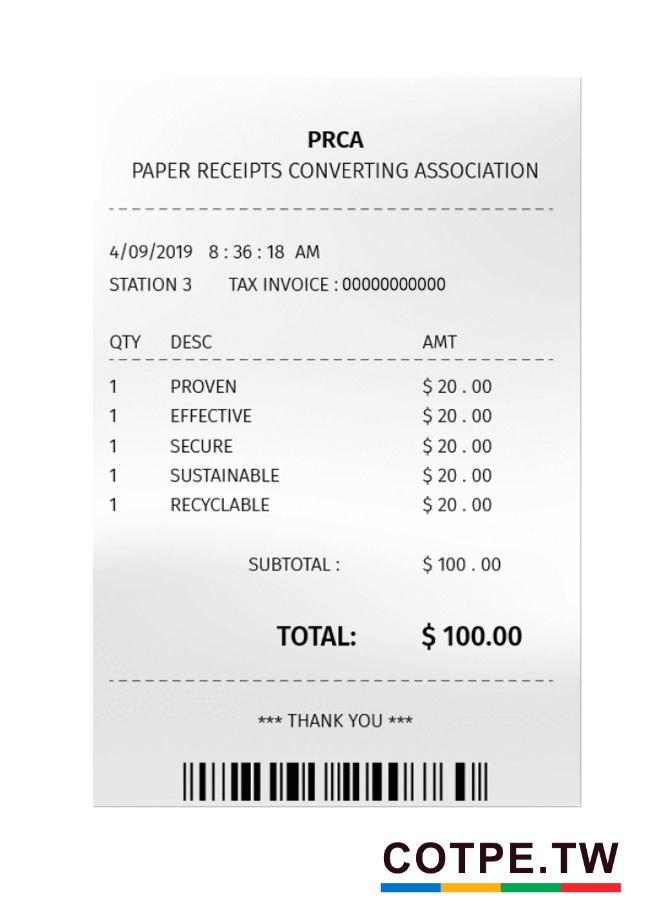 PRCA
PAPER RECEIPTS CONVERTING ASSOCIATION
4/09/2019 8 : 36 : 18 AM
STATION 3 TAX INVOICE : 00000000000
QTY DESC AMT
1 PROVEN $ 20 . 00
1 EFFECTIVE $ 20 . 00
1 SECURE $ 20 . 00
1 SUSTAINABLE $ 20 . 00
1 RECYCLABLE $ 20 . 00
SUBTOTAL : $ 100 . 00
TOTAL: $ 100.00
*** THANK YOU ***
COTPE.TW